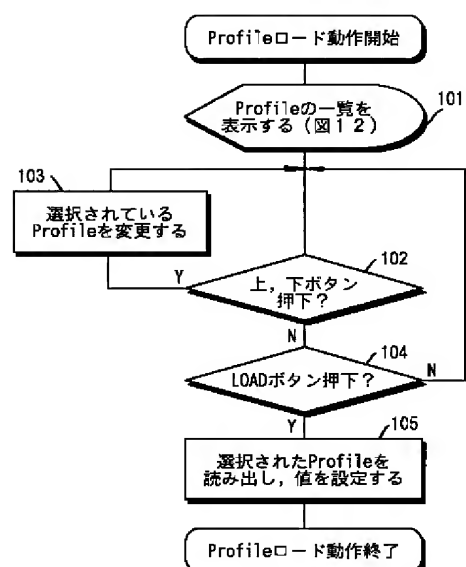 Profileロード動作開始
101
Profileの一覧を
表示する(図12)
103
選択されている
Profileを変更する
102
上,下ボタン
押下?
Y
N
104
LOADボタン押下?
N
Y
105
選択されたProfileを
読み出し,値を設定する
Profileロード動作終了